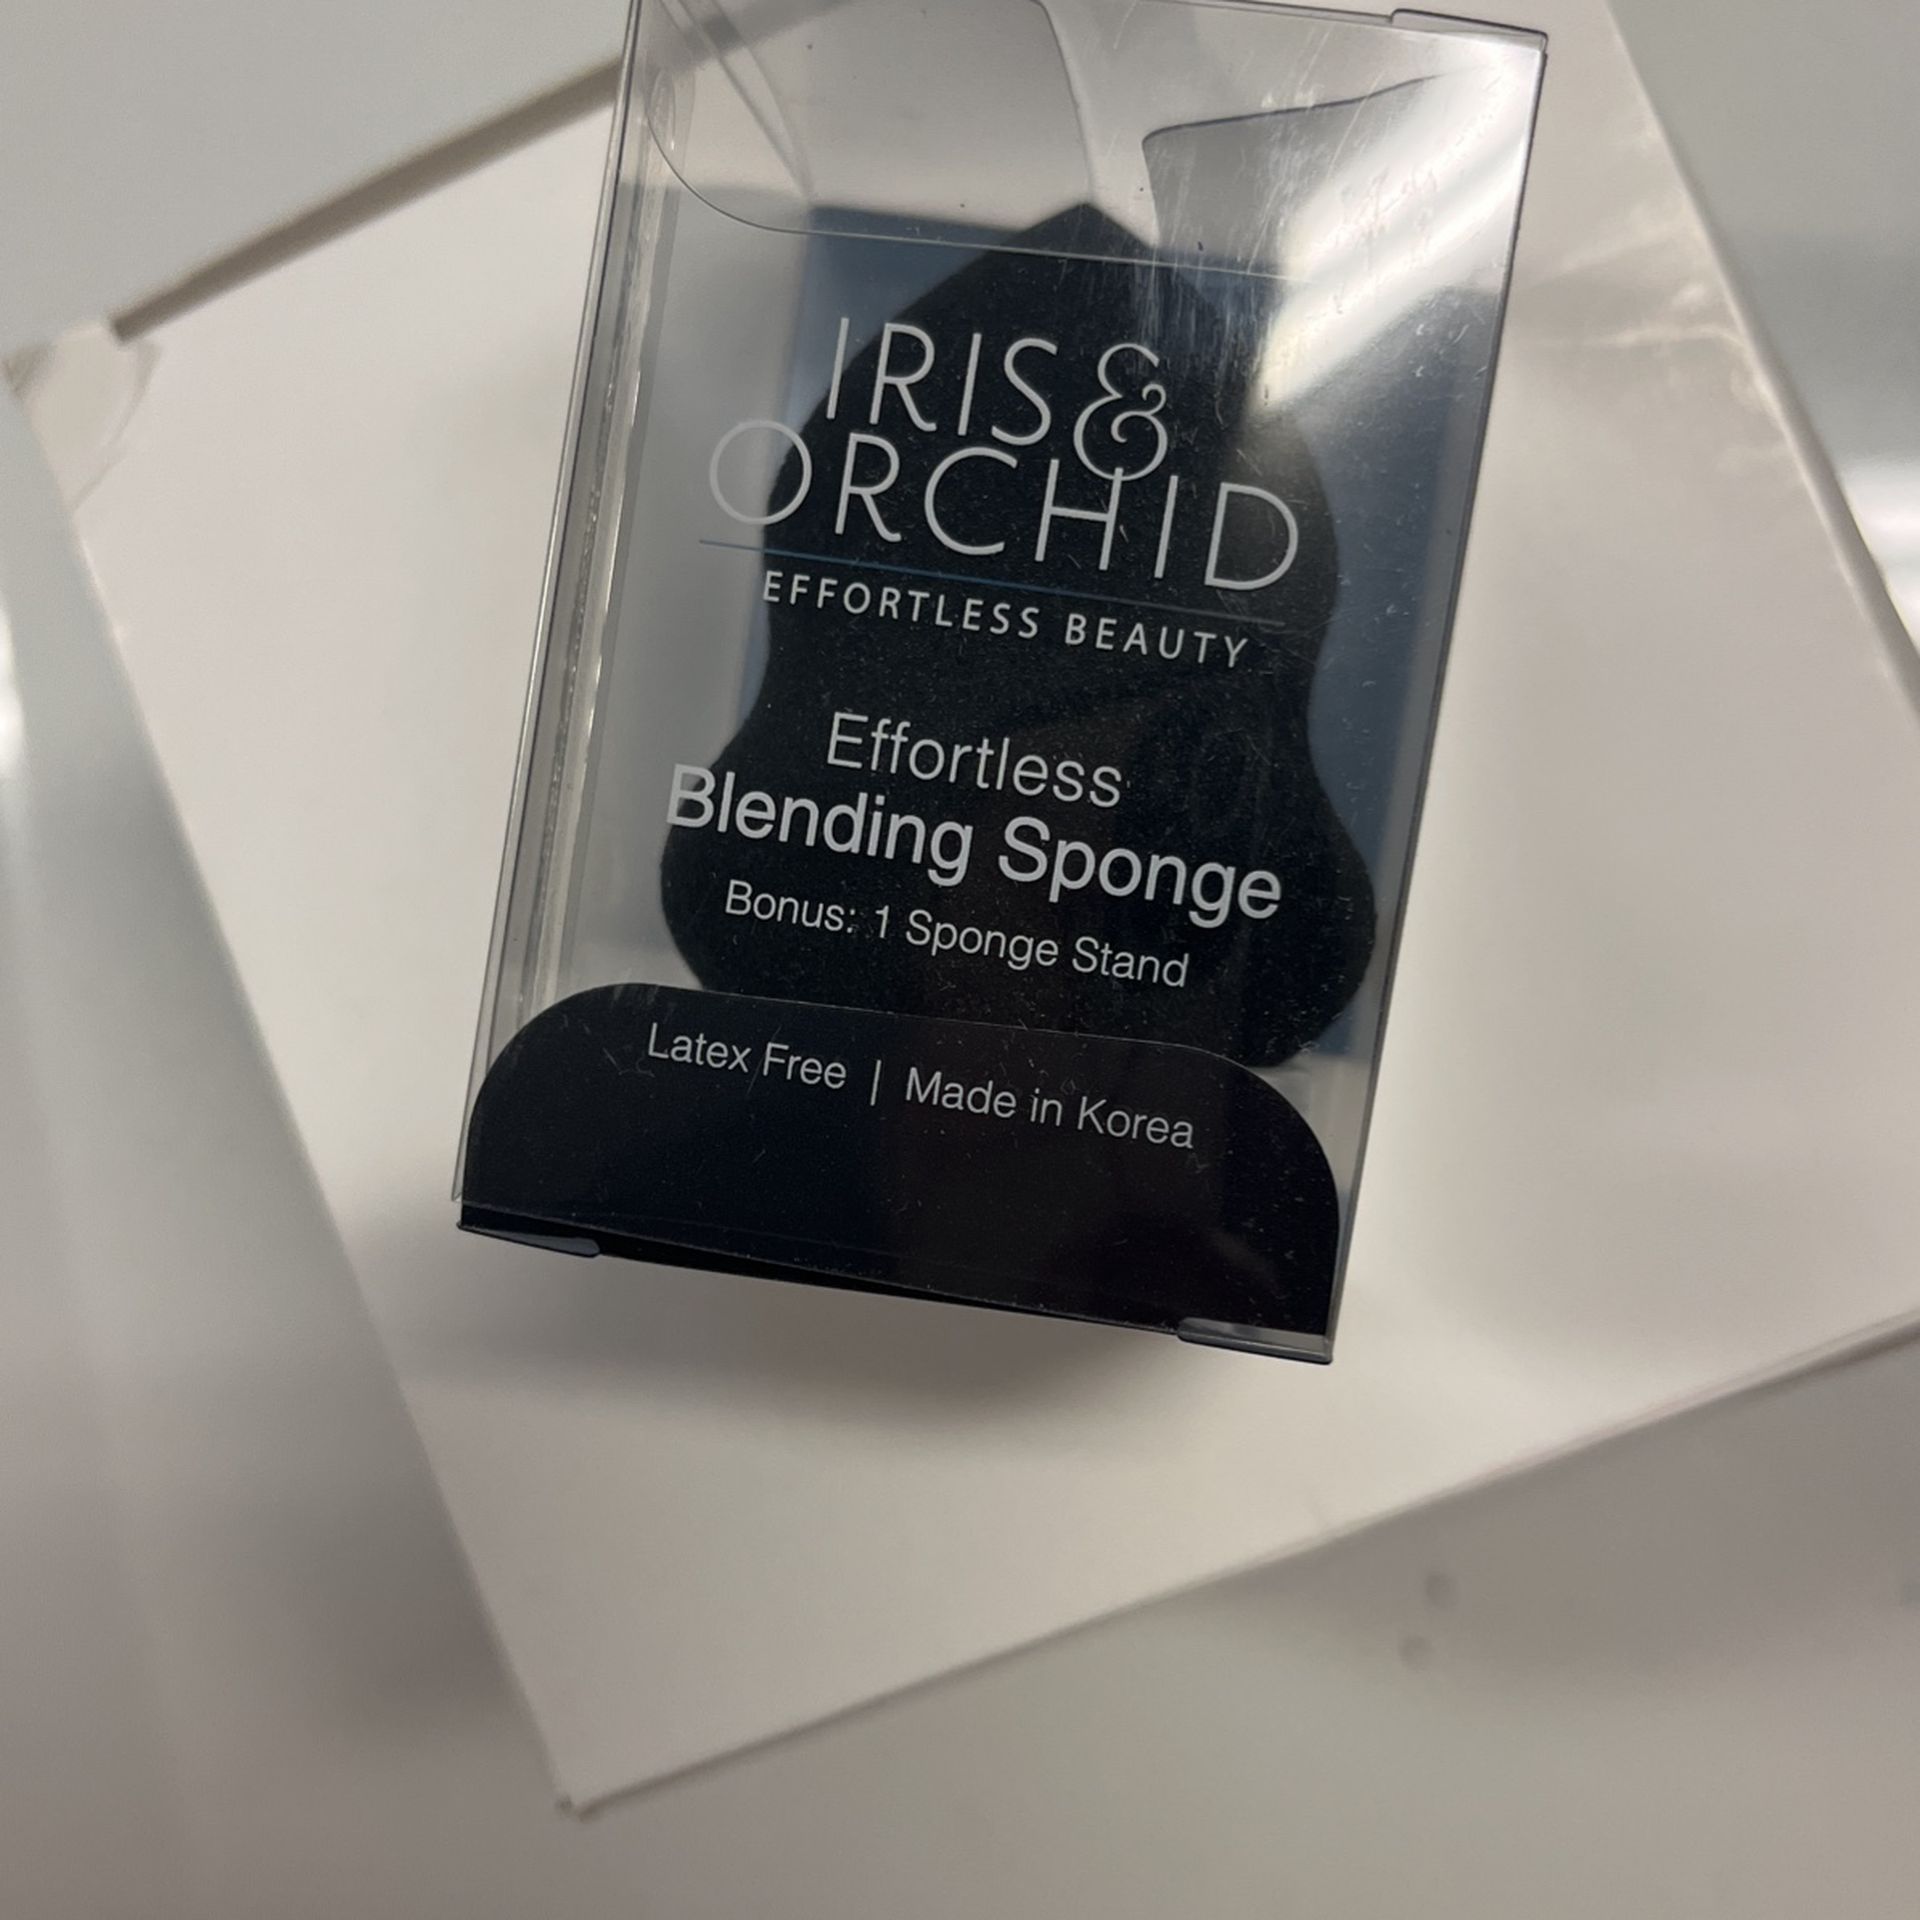 IRIS &
ORCHID
EFFORTLESS BEAUTY
Effortless
Blending Sponge
Bonus: 1 Sponge Stand
Latex Free | Made in Korea